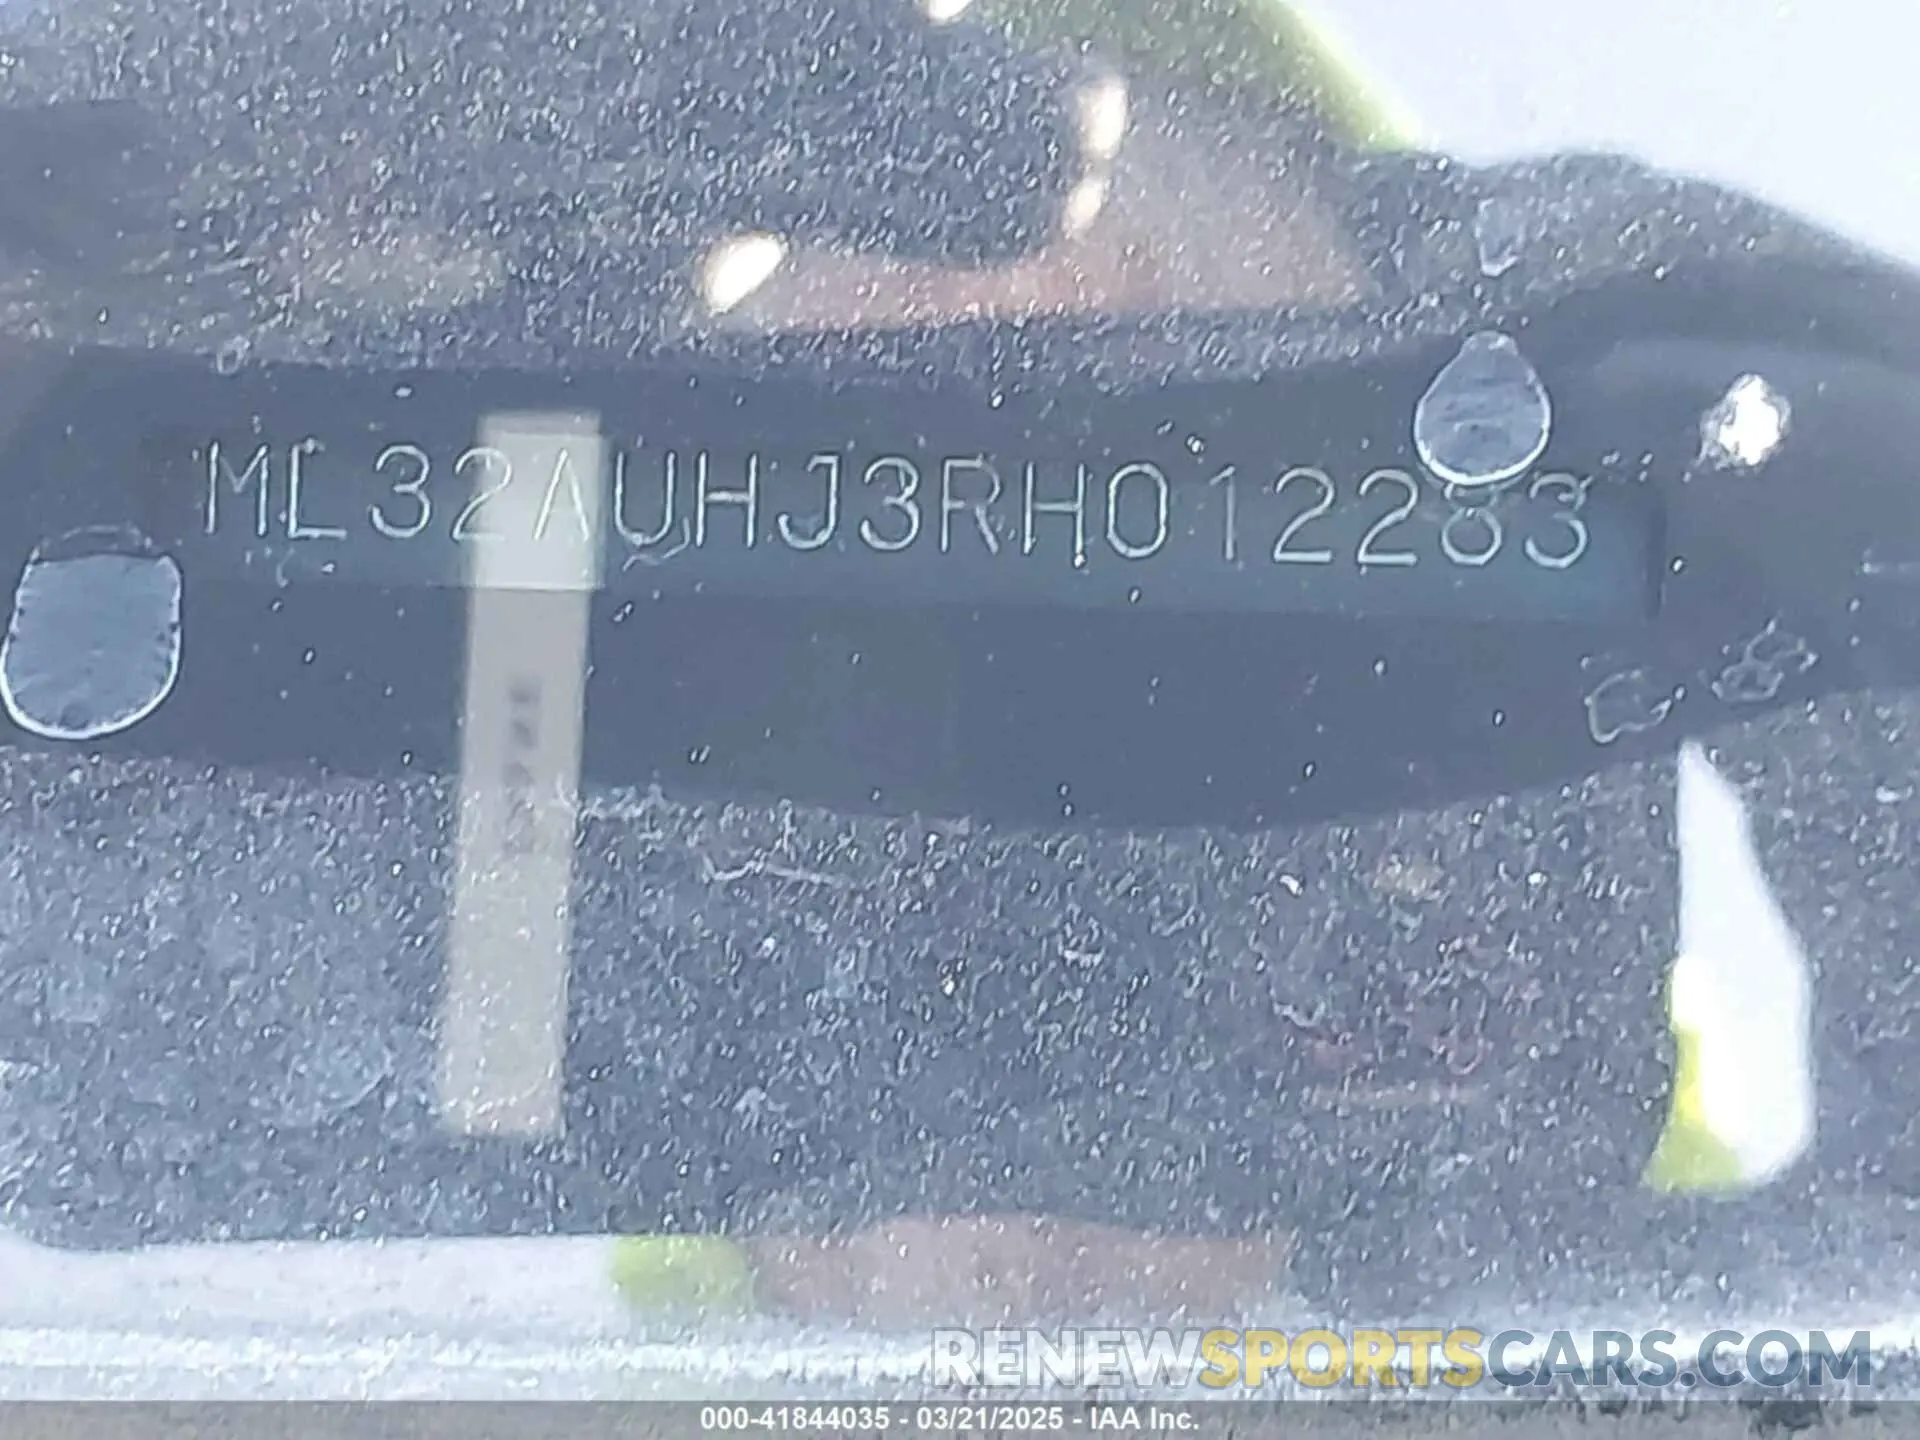 ML32AUHJ3RH012283
RENEWSPORTSCARS.COM
000-41844035 - 03/21/2025 - IAA Inc.